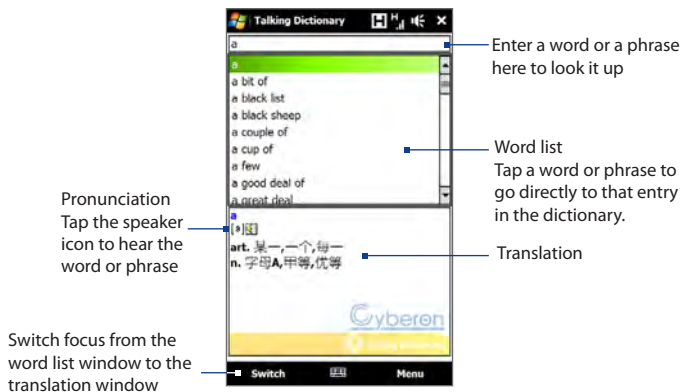 Talking Dictionary
a
Enter a word or a phrase
here to look it up
a
a bit of
a black list
a black sheep
a couple of
a cup of
a few
a good deal of
a great deal
Word list
Tap a word or phrase to
go directly to that entry
in the dictionary.
Pronunciation
Tap the speaker
icon to hear the
word or phrase
a
[ə]
art. 某一,一个,每一
n. 字母A,甲等,优等
Translation
Cyberon
Switch focus from the
word list window to the
translation window
Switch
Menu